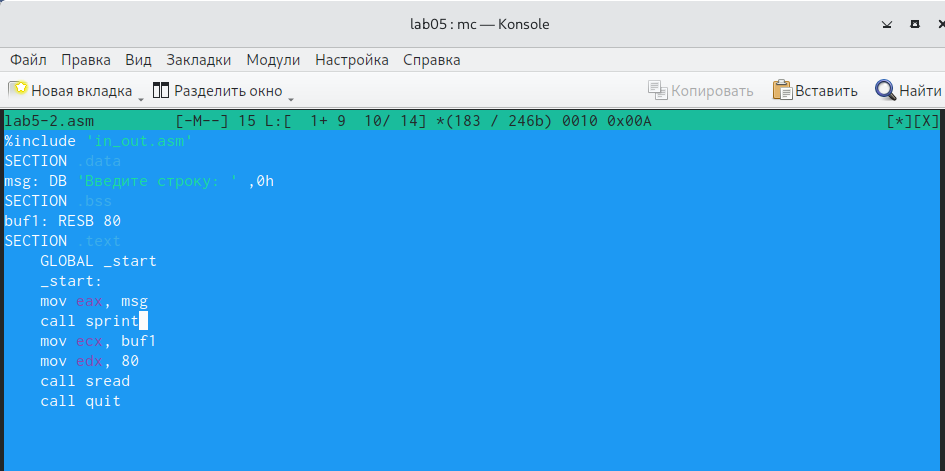 lab05 : mc — Konsole
Файл Правка Вид Закладки Модули Настройка Справка
Новая вкладка Разделить окно Копировать Вставить Найти
lab5-2.asm [-M--] 15 L:[ 1+ 9 10/ 14] *(183 / 246b) 0010 0x00A [*][X]
%include 'in_out.asm'
SECTION .data
msg: DB 'Введите строку: ' ,0h
SECTION .bss
buf1: RESB 80
SECTION .text
GLOBAL _start
_start:
mov eax, msg
call sprint
mov ecx, buf1
mov edx, 80
call sread
call quit